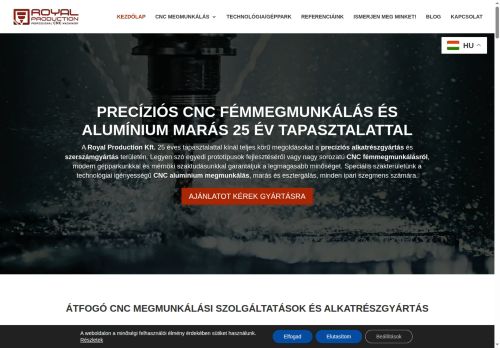 ROYAL
PRODUCTION
PROFESSIONAL CNC MACHINERY
KEZDŐLAP
CNC MEGMUNKÁLÁS
TECHNOLÓGIA/GÉPPARK
REFERENCIÁINK
ISMERJEN MEG MINKET!
BLOG
KAPCSOLAT
HU
PRECÍZIÓS CNC FÉMMEGMUNKÁLÁS ÉS
ALUMÍNIUM MARÁS 25 ÉV TAPASZTALATTAL
A Royal Production Kft. 25 éves tapasztalattal kínál teljes körű megoldásokat a precíziós alkatrészgyártás és
szerszámgyártás területén. Legyen szó egyedi prototípusok fejlesztéséről vagy nagy sorozatú CNC fémmegmunkálásról,
modern gépparkunkkal és mérnöki szaktudásunkkal garantáljuk a legmagasabb minőséget. Speciális szakterületünk a
technológiai igényességű CNC alumínium megmunkálás, marás és esztergálás, minden ipari szegmens számára.
AJÁNLATOT KÉREK GYÁRTÁSRA
ÁTFOGÓ CNC MEGMUNKÁLÁSI SZOLGÁLTATÁSOK ÉS ALKATRÉSZGYÁRTÁS
A weboldalon a minőségi felhasználói élmény érdekében sütiket használunk.
Részletek
Elfogad
Elutasítom
Beállítások